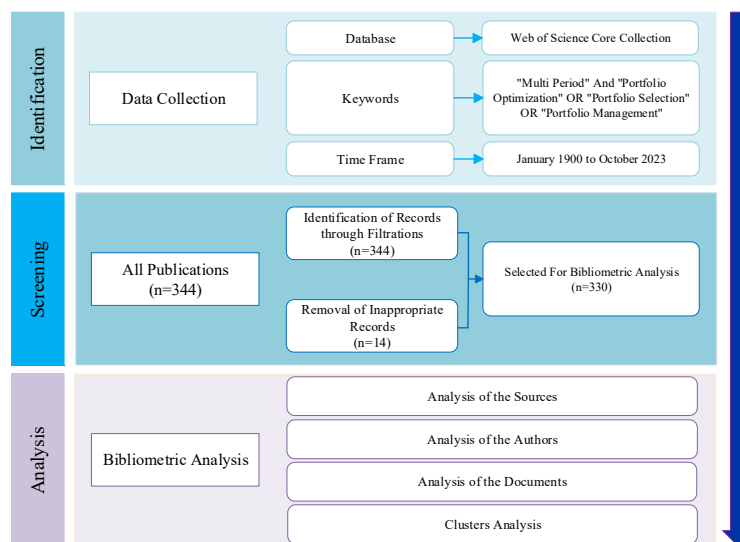 Identification
Data Collection
Database
Web of Science Core Collection
Keywords
"Multi Period" And "Portfolio
Optimization" OR "Portfolio Selection"
OR "Portfolio Management"
Time Frame
January 1900 to October 2023
Screening
All Publications
(n=344)
Identification of Records
through Filtrations
(n=344)
Removal of Inappropriate
Records
(n=14)
Selected For Bibliometric Analysis
(n=330)
Analysis
Bibliometric Analysis
Analysis of the Sources
Analysis of the Authors
Analysis of the Documents
Clusters Analysis